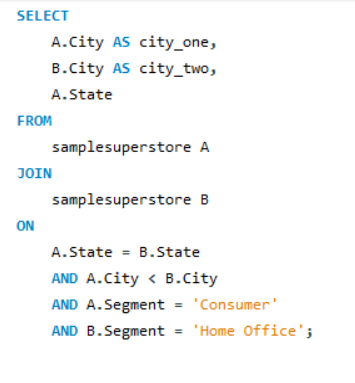 SELECT
A.City AS city_one,
B.City AS city_two,
A.State
FROM
samplesuperstore A
JOIN
samplesuperstore B
ON
A.State = B.State
AND A.City < B.City
AND A.Segment = 'Consumer'
AND B.Segment = 'Home Office';